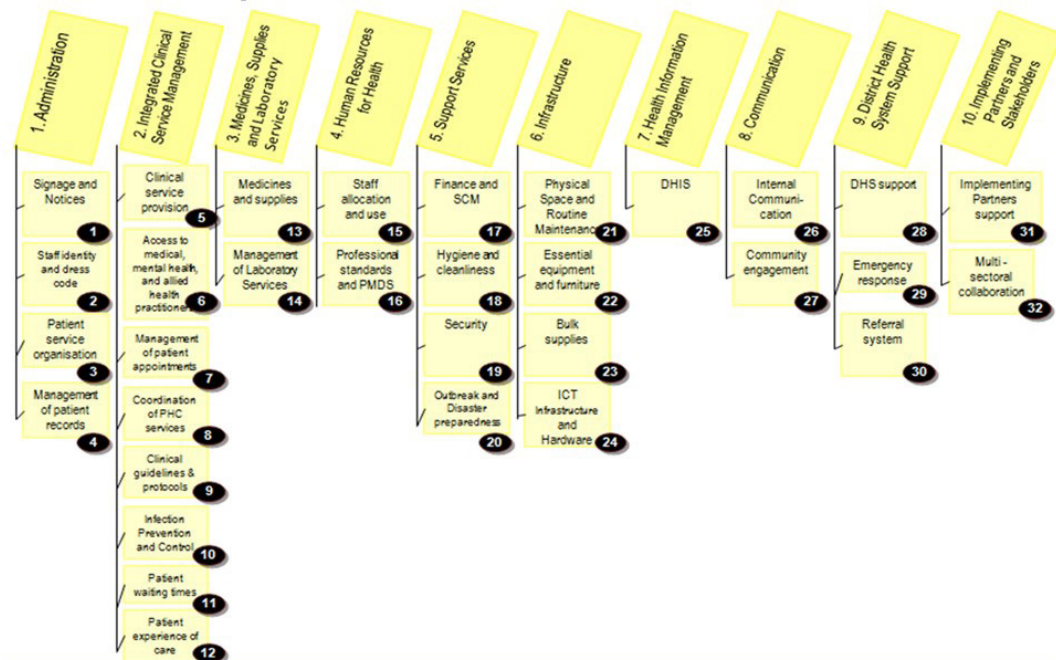 1. Administration
Signage and
Notices
1
Staff identity
and dress
code
2
Patient
service
organisation
3
Management
of patient
records
4
2. Integrated Clinical
Service Management
Clinical
service
provision
5
Access to
medical,
mental health,
and allied
health
practitioners
6
Management
of patient
appointments
7
Coordination
of PHC
services
8
Clinical
guidelines &
protocols
9
Infection
Prevention
and Control
10
Patient
waiting times
11
Patient
experience of
care
12
3. Medicines, Supplies
and Laboratory
Services
Medicines
and supplies
13
Management
of Laboratory
Services
14
4. Human Resources
for Health
Staff
allocation
and use
15
Professional
standards
and PMDS
16
5. Support Services
Finance and
SCM
17
Hygiene and
cleanliness
18
Security
19
Outbreak and
Disaster
preparedness
20
6. Infrastructure
Physical
Space and
Routine
Maintenanc
21
Essential
equipment
and furniture
22
Bulk
supplies
23
ICT
Infrastructure
and
Hardware
24
7. Health Information
Management
DHIS
25
8. Communication
Internal
Communi-
cation
26
Community
engagement
27
9. District Health
System Support
DHS support
28
Emergency
response
29
Referral
system
30
10. Implementing
Partners and
Stakeholders
Implementing
Partners
support
31
Multi -
sectoral
collaboration
32